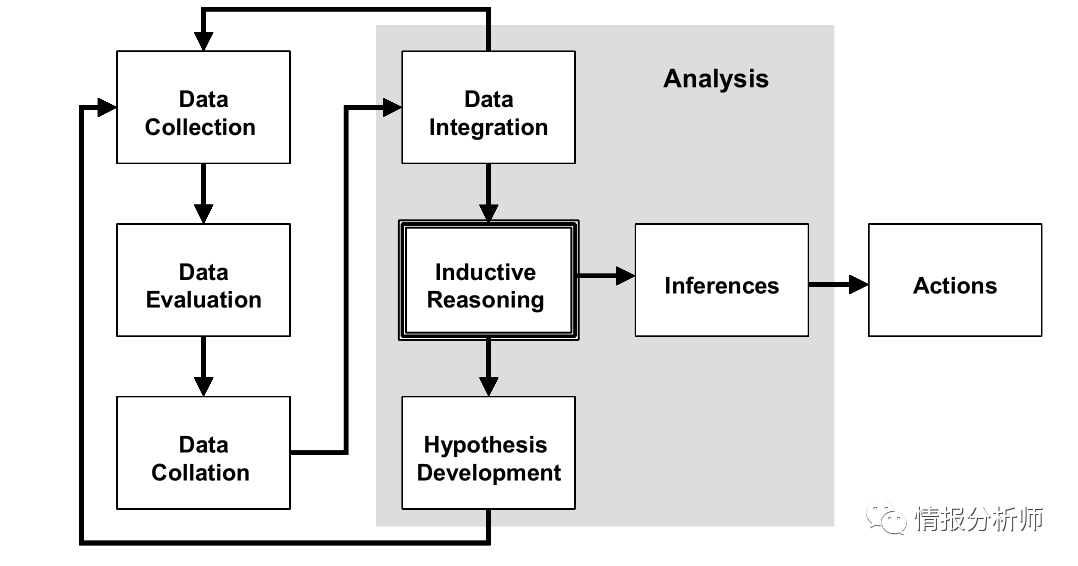 Analysis
Data
Collection
Data
Evaluation
Data
Collation
Data
Integration
Inductive
Reasoning
Hypothesis
Development
Inferences
Actions
情报分析师